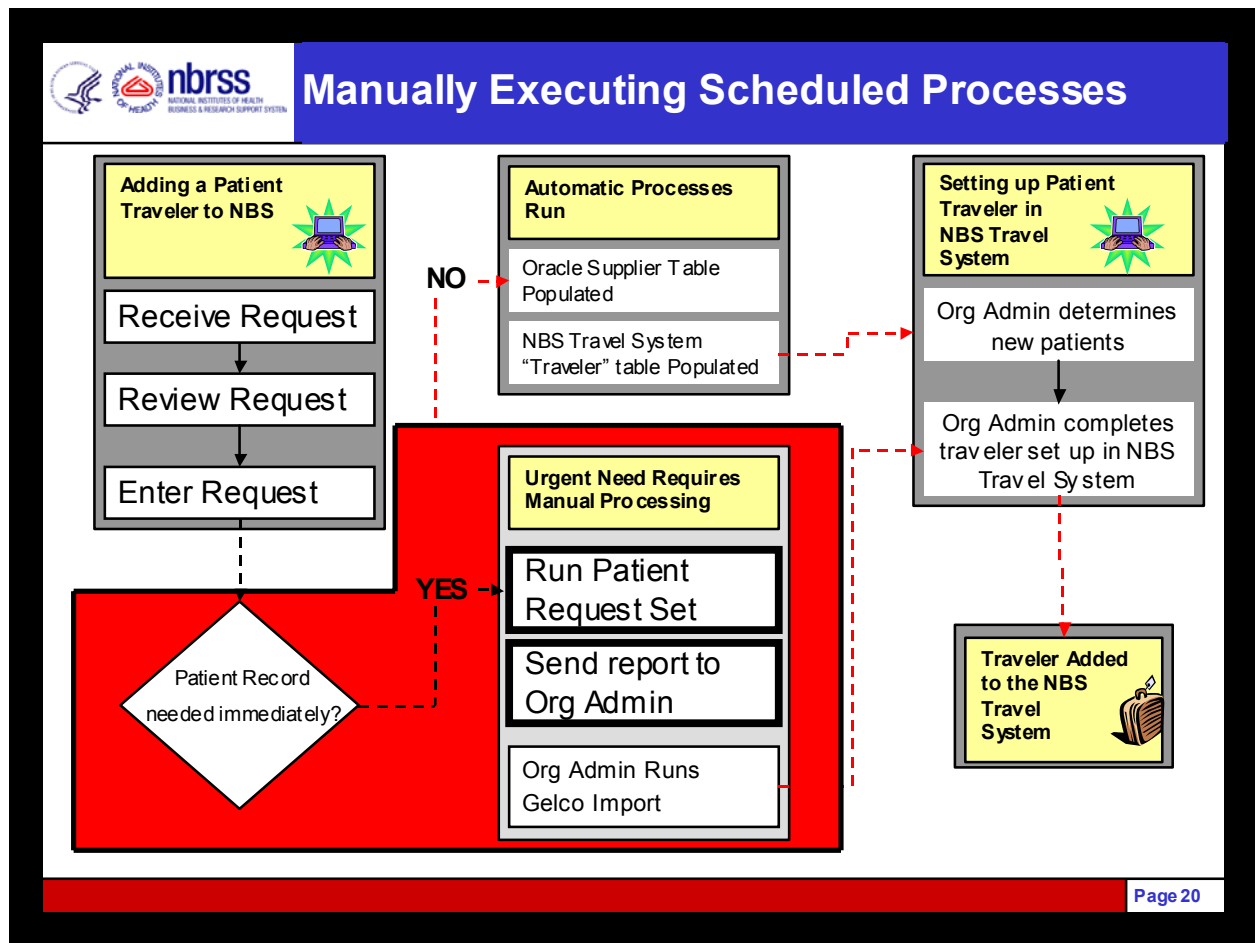 NATIONAL INSTITUTES
OF HEALTH
nbrss
NATIONAL INSTITUTES OF HEALTH
BUSINESS & RESEARCH SUPPORT SYSTEM
Manually Executing Scheduled Processes
Adding a Patient
Traveler to NBS
Receive Request
Review Request
Enter Request
Patient Record
needed immediately?
NO
YES
Automatic Processes
Run
Oracle Supplier Table
Populated
NBS Travel System
“Traveler” table Populated
Urgent Need Requires
Manual Processing
Run Patient
Request Set
Send report to
Org Admin
Org Admin Runs
Gelco Import
Setting up Patient
Traveler in
NBS Travel
System
Org Admin determines
new patients
Org Admin completes
traveler set up in NBS
Travel System
Traveler Added
to the NBS
Travel
System
Page 20